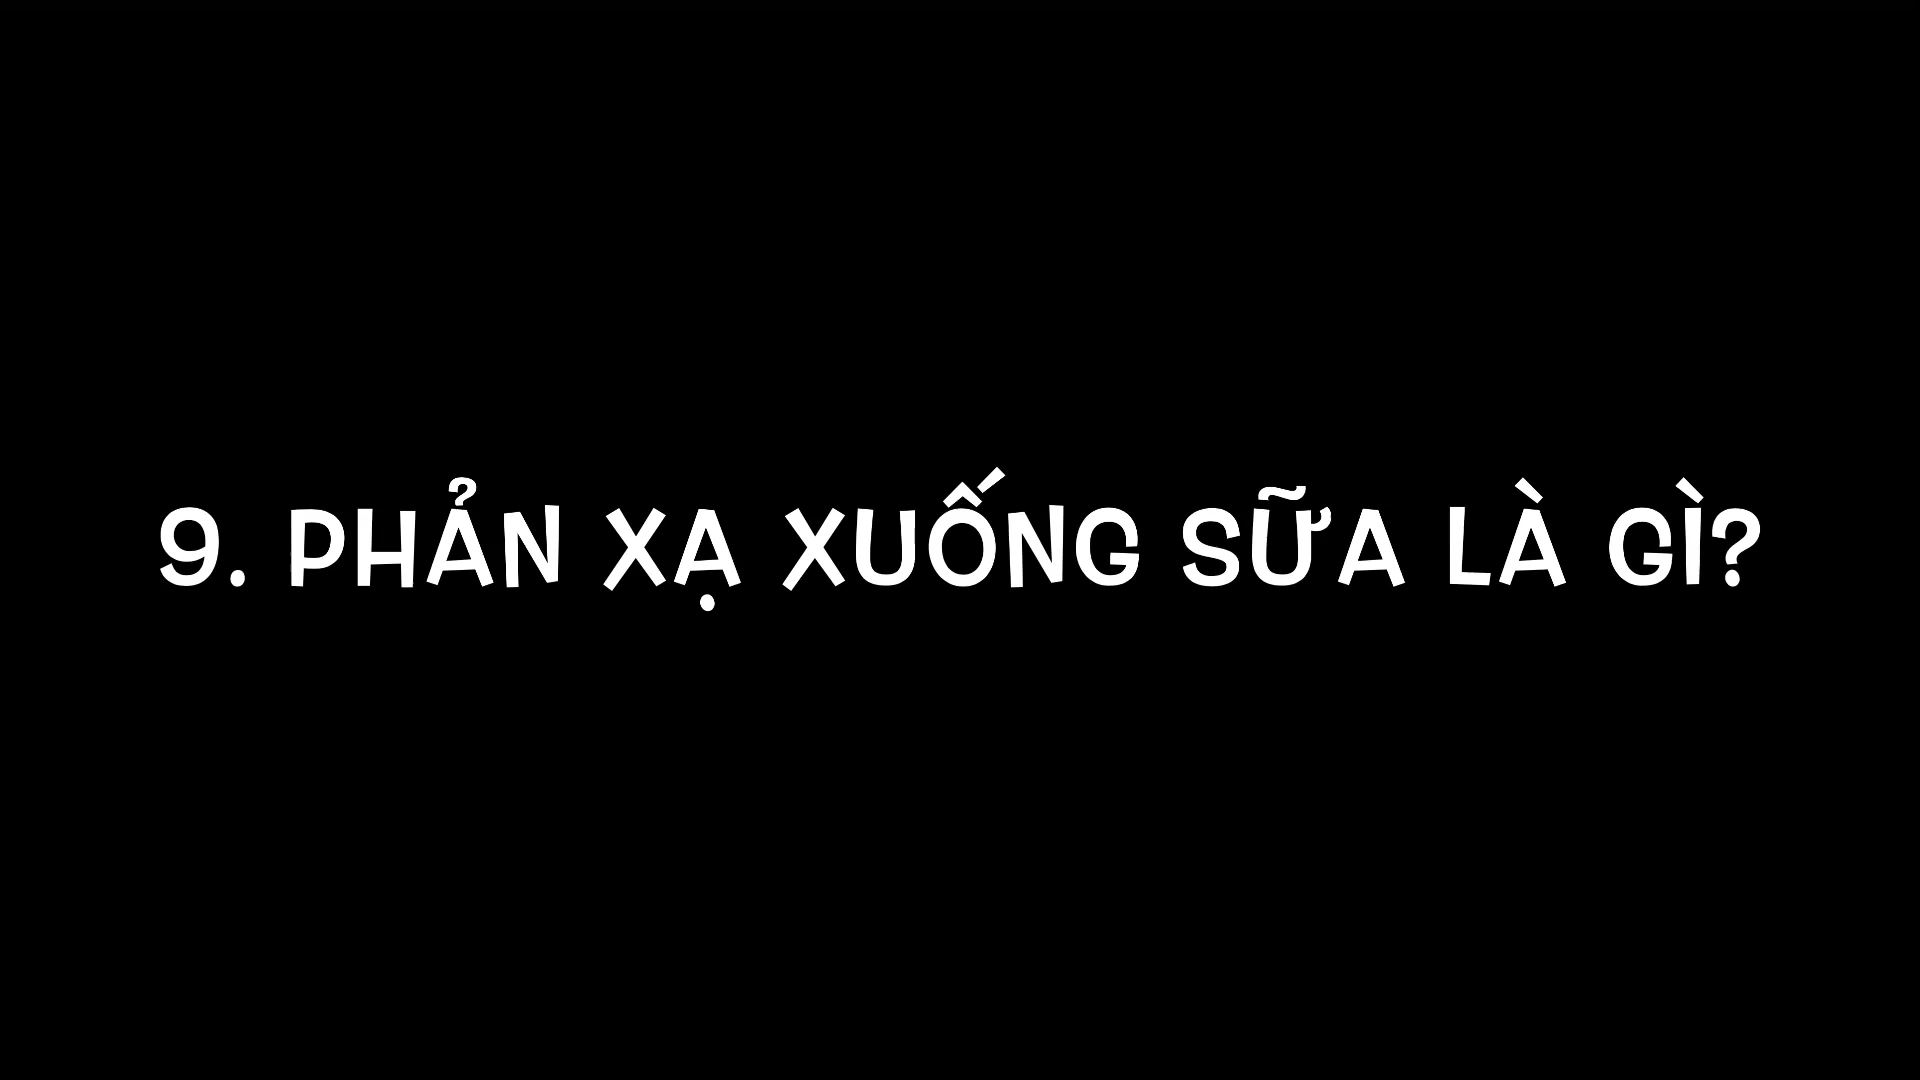 9. PHẢN XẠ XUỐNG SỮA LÀ GÌ?